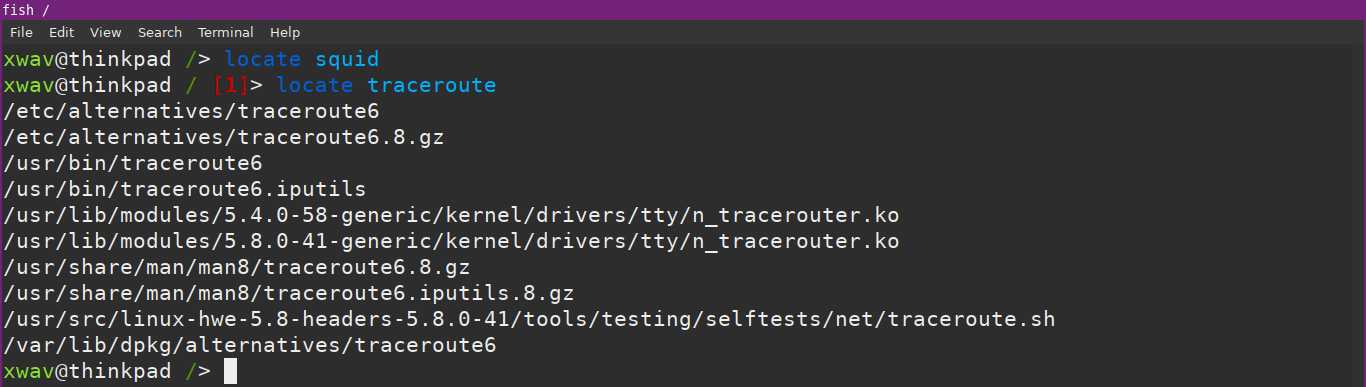 fish /
File Edit View Search Terminal Help
xwav@thinkpad /> locate squid
xwav@thinkpad / [1]> locate traceroute
/etc/alternatives/traceroute6
/etc/alternatives/traceroute6.8.gz
/usr/bin/traceroute6
/usr/bin/traceroute6.iputils
/usr/lib/modules/5.4.0-58-generic/kernel/drivers/tty/n_tracerouter.ko
/usr/lib/modules/5.8.0-41-generic/kernel/drivers/tty/n_tracerouter.ko
/usr/share/man/man8/traceroute6.8.gz
/usr/share/man/man8/traceroute6.iputils.8.gz
/usr/src/linux-hwe-5.8-headers-5.8.0-41/tools/testing/selftests/net/traceroute.sh
/var/lib/dpkg/alternatives/traceroute6
xwav@thinkpad />